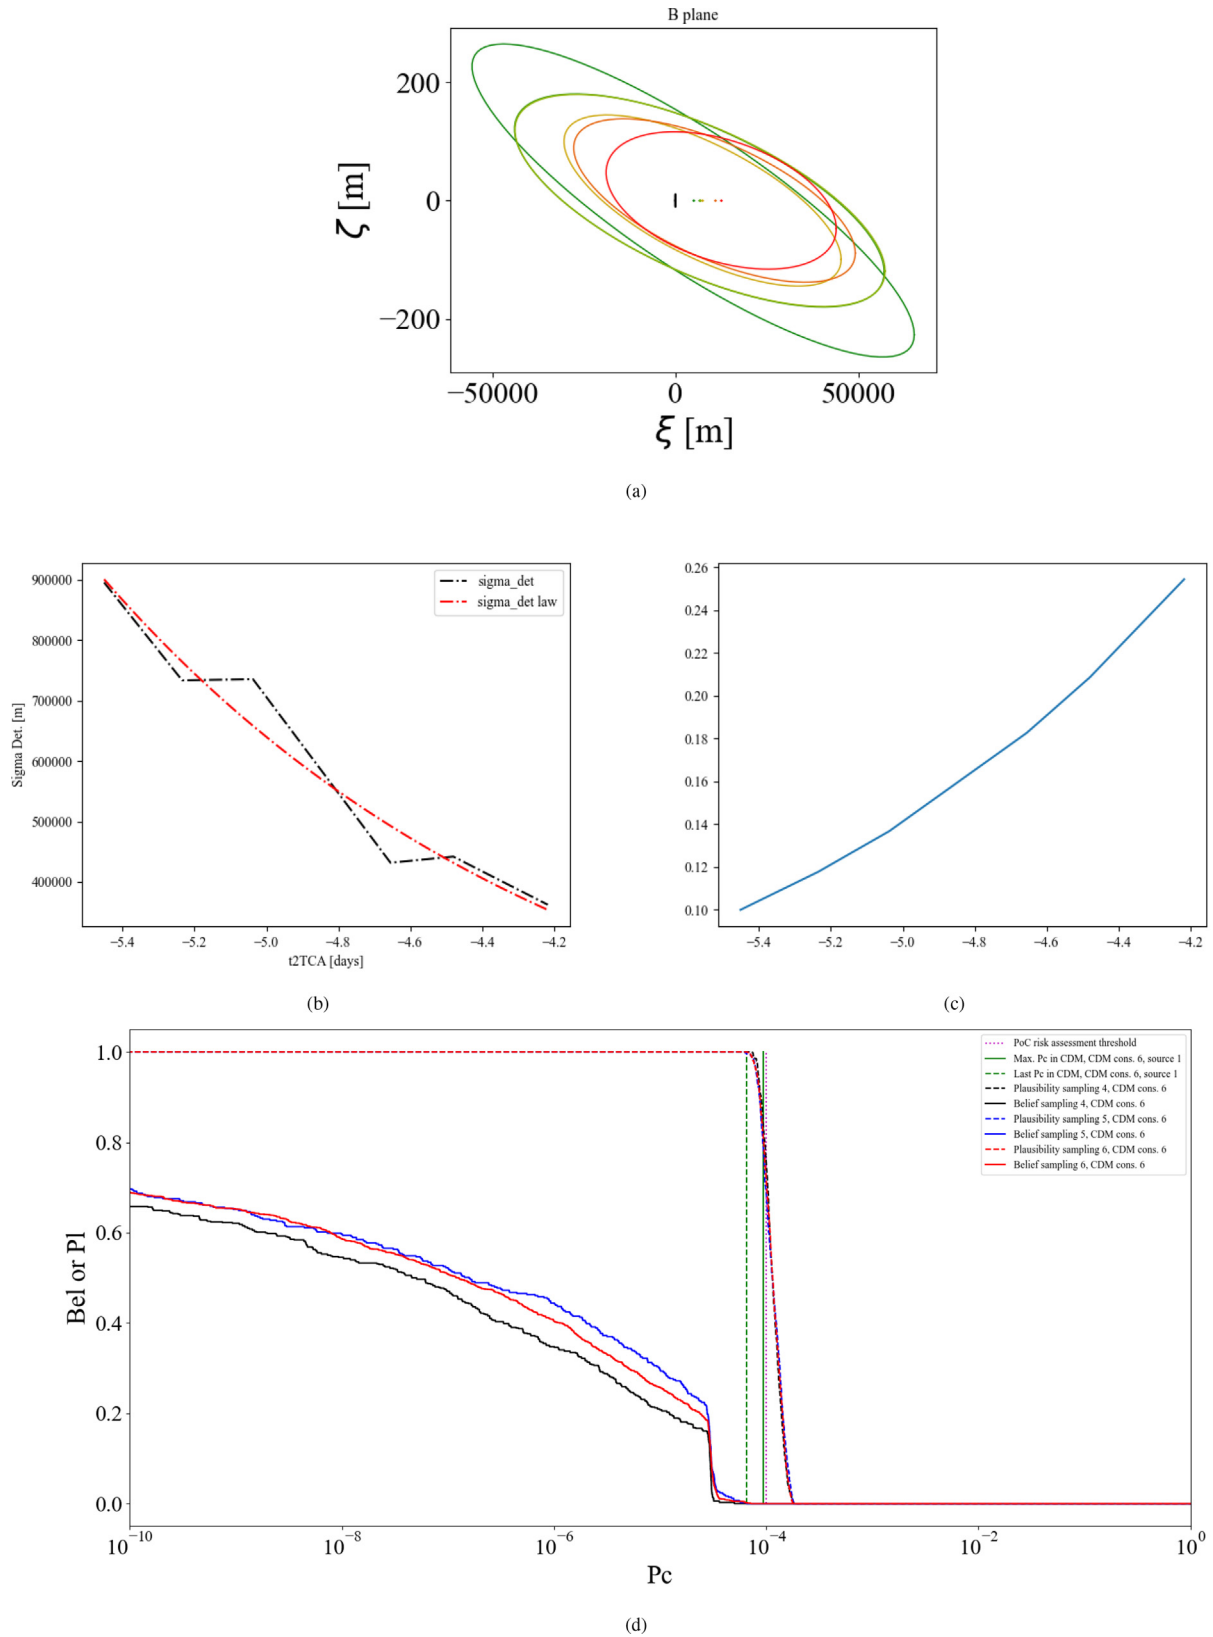 B plane
200
0
−200
ζ [m]
−50000
0
50000
ξ [m]
(a)
900000
800000
700000
600000
500000
400000
Sigma Det. [m]
sigma_det
sigma_det law
−5.4
−5.2
−5.0
−4.8
−4.6
−4.4
−4.2
t2TCA [days]
(b)
0.26
0.24
0.22
0.20
0.18
0.16
0.14
0.12
0.10
−5.4
−5.2
−5.0
−4.8
−4.6
−4.4
−4.2
(c)
1.0
0.8
0.6
0.4
0.2
0.0
Bel or Pl
PoC risk assessment threshold
Max. Pc in CDM, CDM cons. 6, source 1
Last Pc in CDM, CDM cons. 6, source 1
Plausibility sampling 4, CDM cons. 6
Belief sampling 4, CDM cons. 6
Plausibility sampling 5, CDM cons. 6
Belief sampling 5, CDM cons. 6
Plausibility sampling 6, CDM cons. 6
Belief sampling 6, CDM cons. 6
10⁻¹⁰
10⁻⁸
10⁻⁶
10⁻⁴
10⁻²
10⁰
Pc
(d)